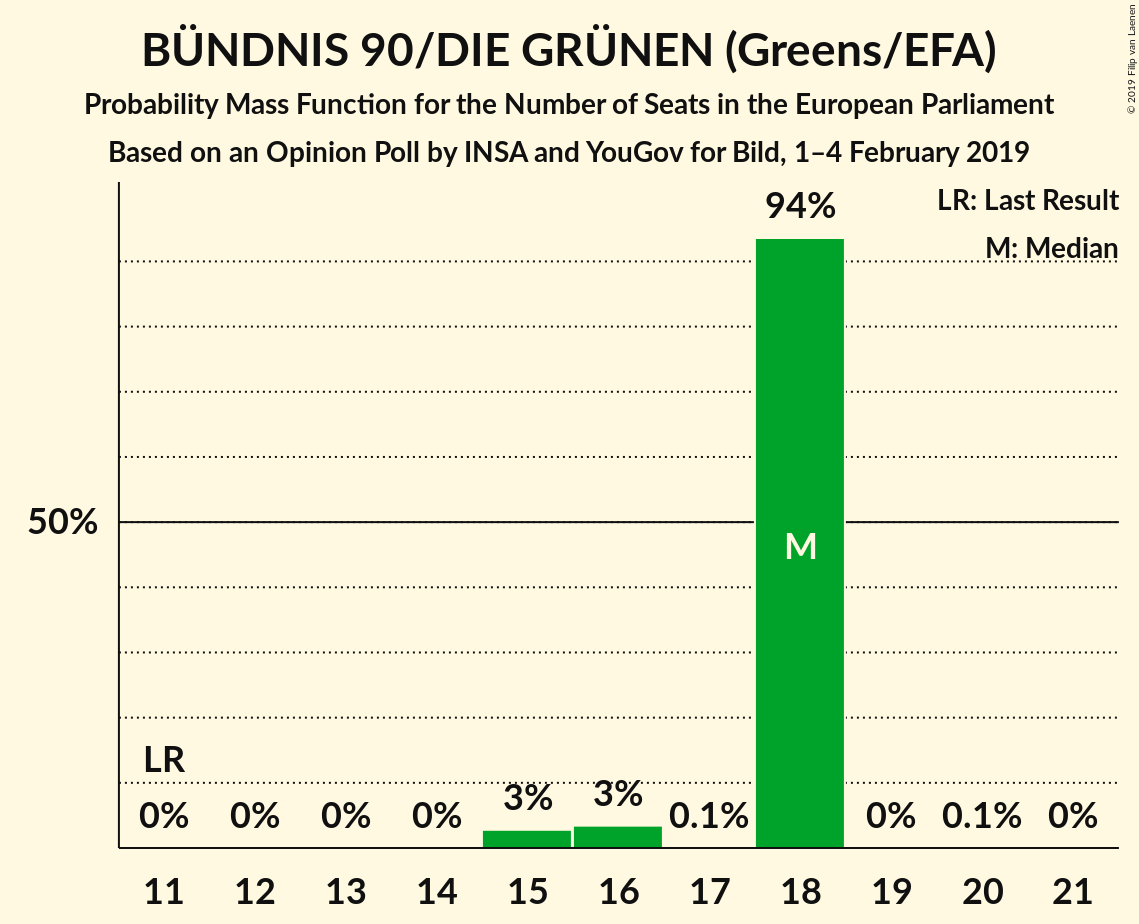 BÜNDNIS 90/DIE GRÜNEN (Greens/EFA)
Probability Mass Function for the Number of Seats in the European Parliament
Based on an Opinion Poll by INSA and YouGov for Bild, 1–4 February 2019
© 2019 Filip van Laenen
LR: Last Result
M: Median
94%
50%
M
LR
0% 0% 0% 0% 3% 3% 0.1% 0% 0.1% 0%
11 12 13 14 15 16 17 18 19 20 21